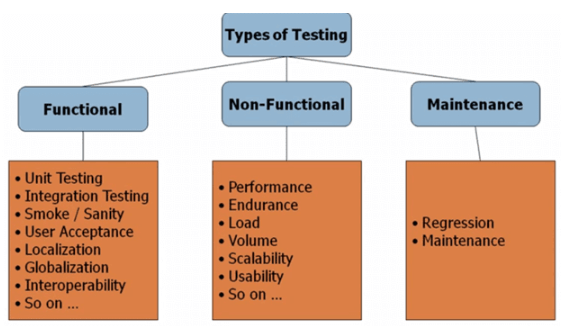 Types of Testing
Functional
Non-Functional
Maintenance
• Unit Testing
• Integration Testing
• Smoke / Sanity
• User Acceptance
• Localization
• Globalization
• Interoperability
• So on ...
• Performance
• Endurance
• Load
• Volume
• Scalability
• Usability
• So on ...
• Regression
• Maintenance